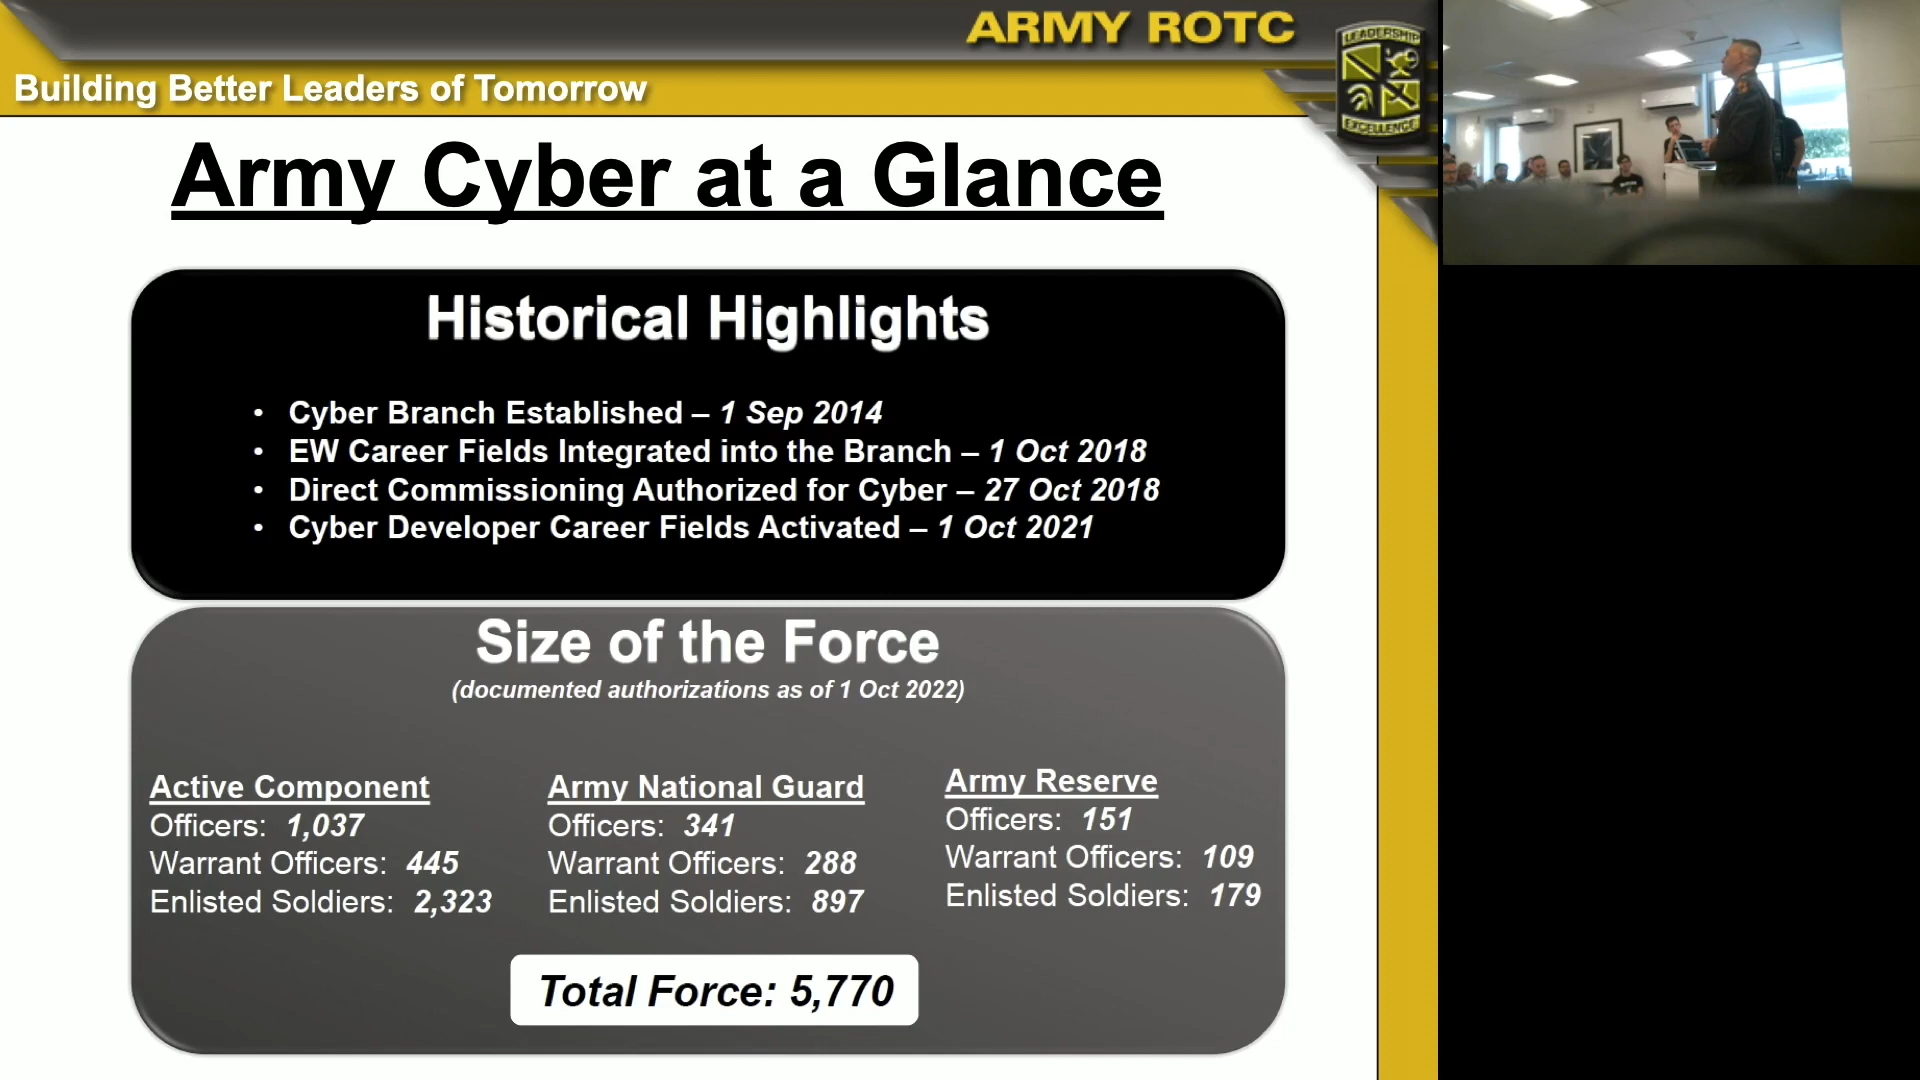 ARMY ROTC
LEADERSHIP
EXCELLENCE
Building Better Leaders of Tomorrow
Army Cyber at a Glance
Historical Highlights
• Cyber Branch Established – 1 Sep 2014
• EW Career Fields Integrated into the Branch – 1 Oct 2018
• Direct Commissioning Authorized for Cyber – 27 Oct 2018
• Cyber Developer Career Fields Activated – 1 Oct 2021
Size of the Force
(documented authorizations as of 1 Oct 2022)
Active Component
Officers: 1,037
Warrant Officers: 445
Enlisted Soldiers: 2,323
Army National Guard
Officers: 341
Warrant Officers: 288
Enlisted Soldiers: 897
Army Reserve
Officers: 151
Warrant Officers: 109
Enlisted Soldiers: 179
Total Force: 5,770